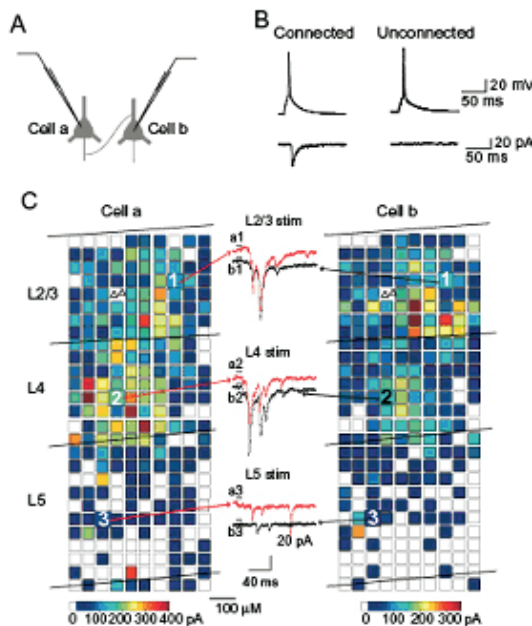 A
B
Connected Unconnected
Cell a Cell b
20 mV
50 ms
20 pA
50 ms
C
Cell a Cell b
L2/3 stim
a1
b1
1 1
L2/3
L4 stim
a2
b2
L4
2 2
L5 stim
a3
b3
L5
3 3
20 pA
40 ms
100 µM
0 100 200 300 400
pA
0 100 200 300
pA